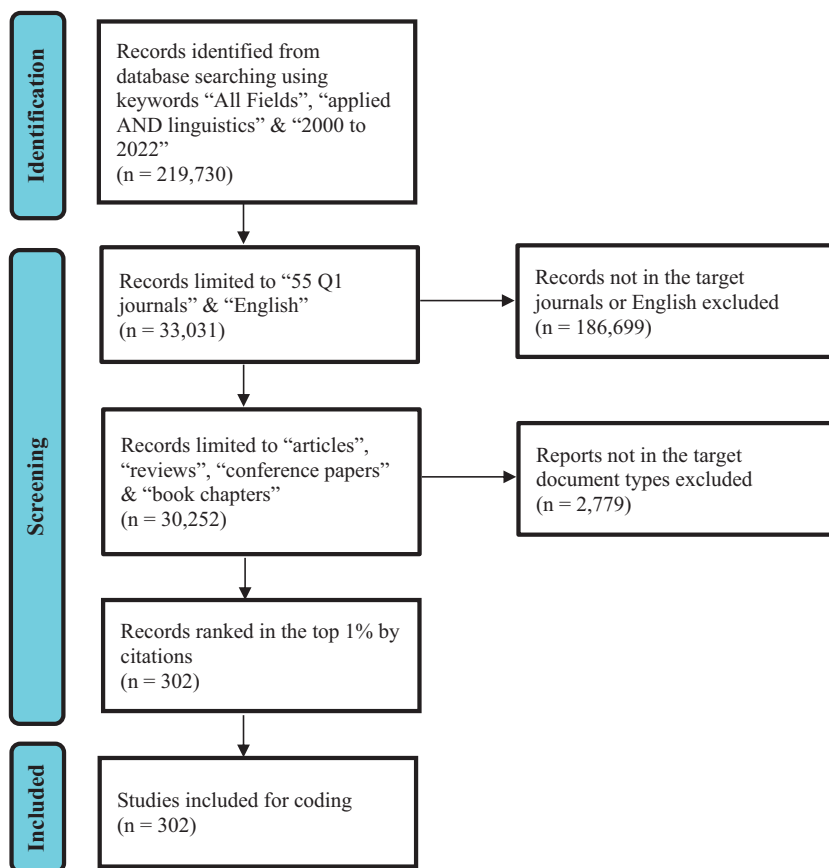 Identification
Records identified from
database searching using
keywords “All Fields”, “applied
AND linguistics” & “2000 to
2022”
(n = 219,730)
Screening
Records limited to “55 Q1
journals” & “English”
(n = 33,031)
Records not in the target
journals or English excluded
(n = 186,699)
Records limited to “articles”,
“reviews”, “conference papers”
& “book chapters”
(n = 30,252)
Reports not in the target
document types excluded
(n = 2,779)
Records ranked in the top 1% by
citations
(n = 302)
Included
Studies included for coding
(n = 302)